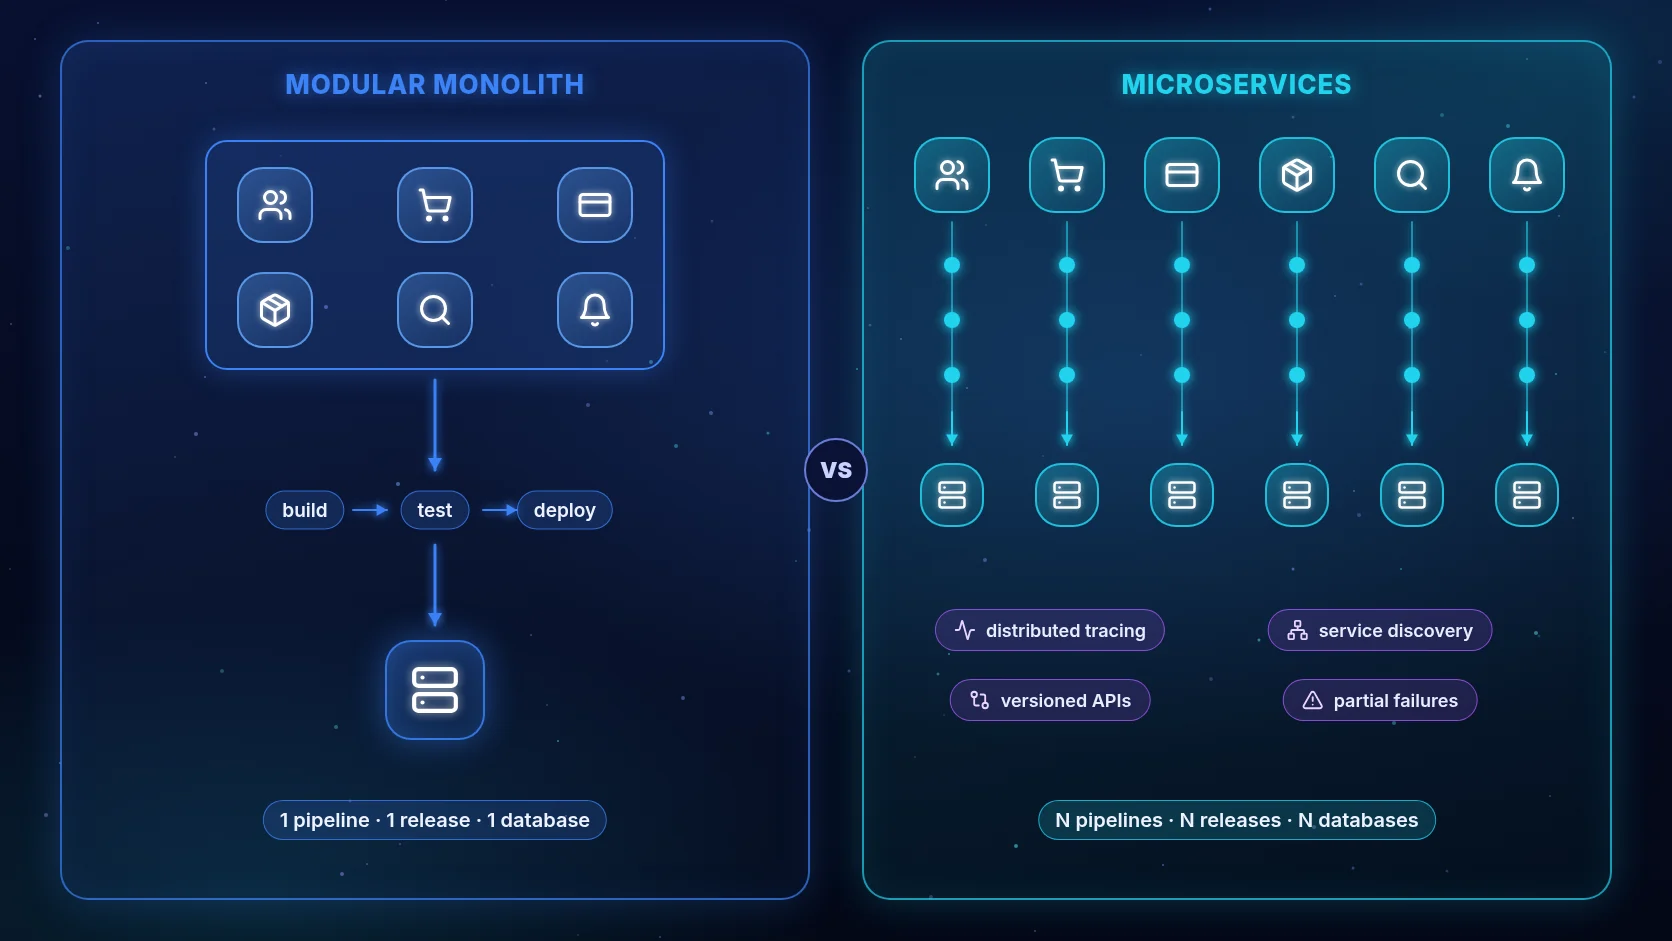 MODULAR MONOLITH
build
test
deploy
1 pipeline · 1 release · 1 database
VS
MICROSERVICES
distributed tracing
service discovery
versioned APIs
partial failures
N pipelines · N releases · N databases